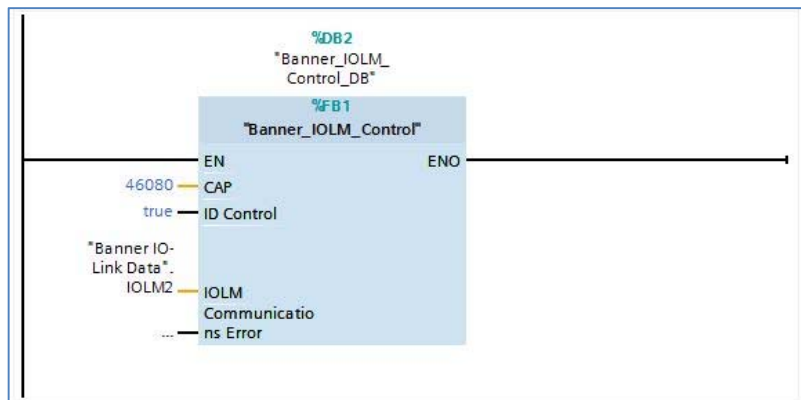 %DB2
"Banner_IOLM_
Control_DB"
%FB1
"Banner_IOLM_Control"
EN ENO
46080 CAP
true ID Control
"Banner IO-
Link Data".
IOLM2 IOLM
Communicatio
... ns Error